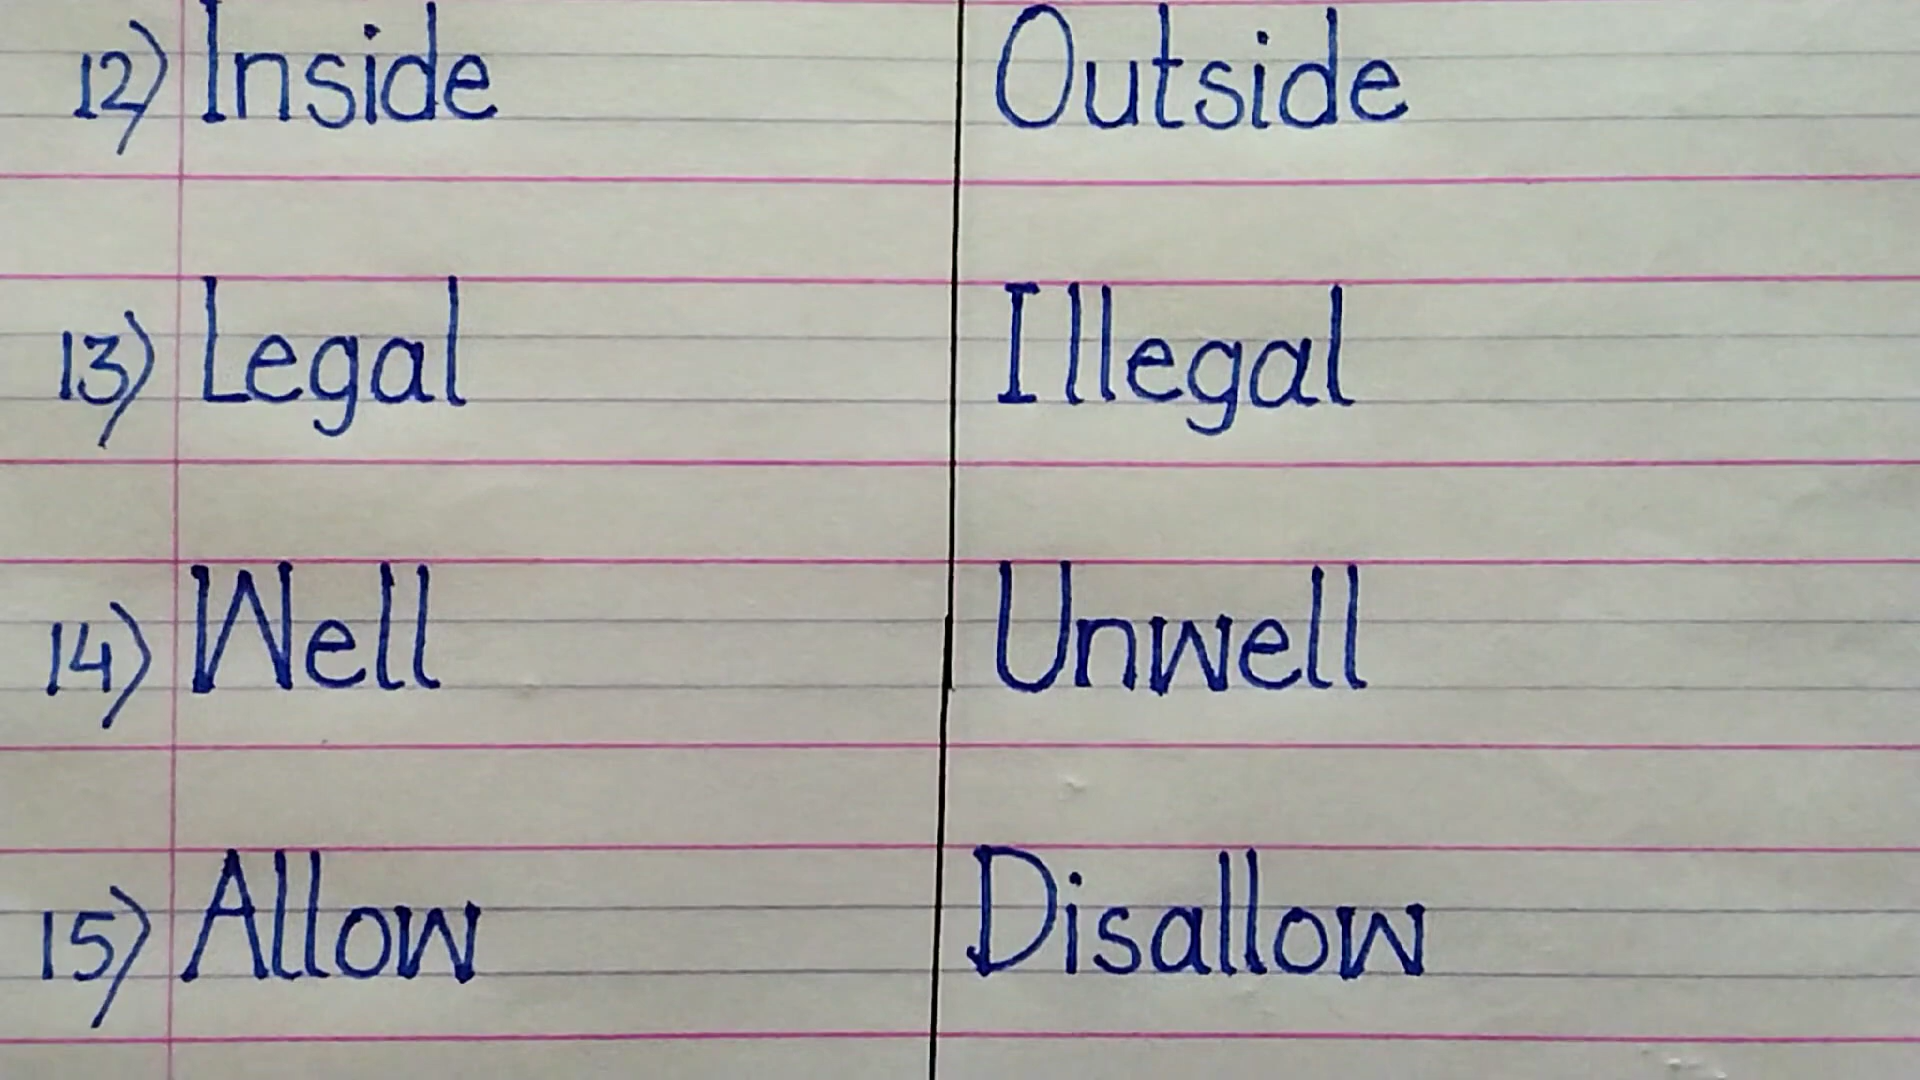 12) Inside Outside
13) Legal Illegal
14) Well Unwell
15) Allow Disallow